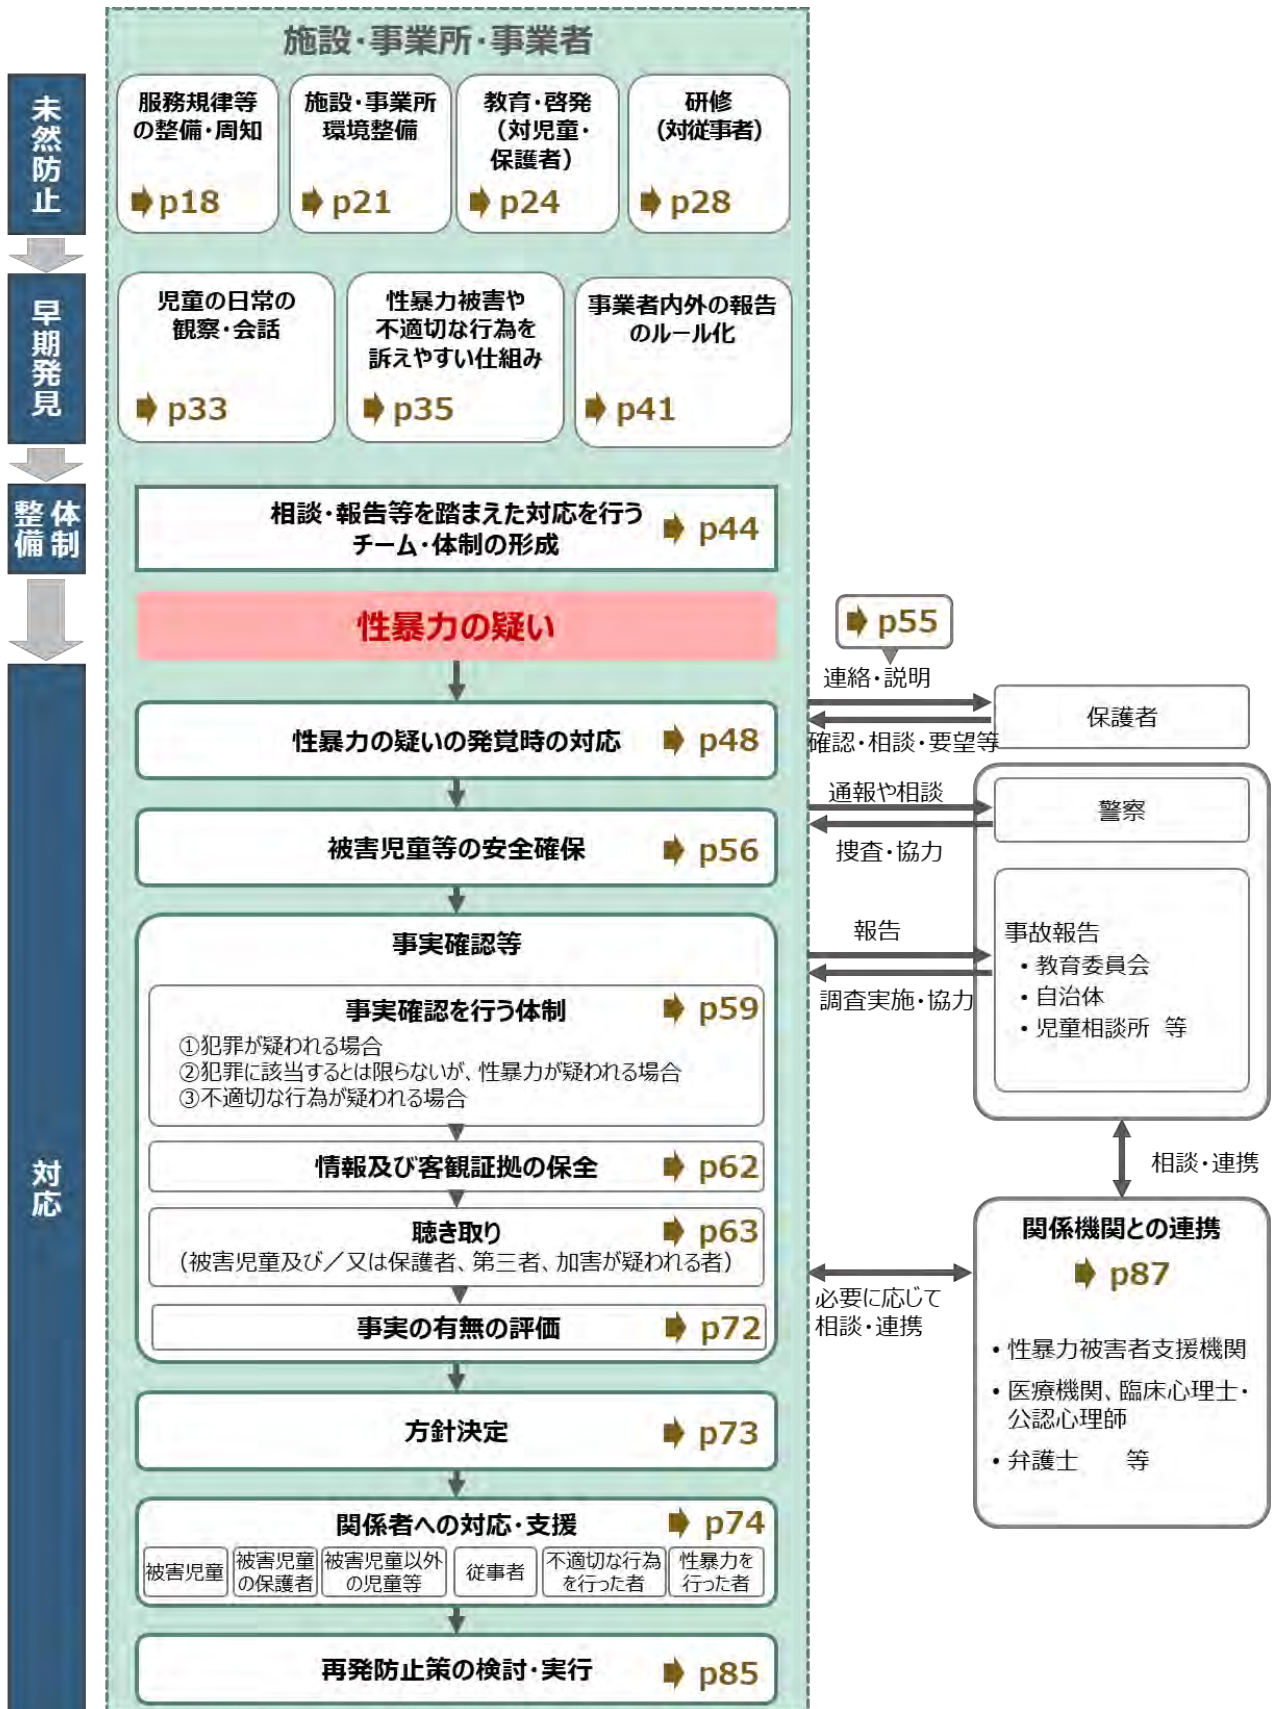 施設・事業所・事業者
未然防止
服務規律等
の整備・周知
p18
施設・事業所
環境整備
p21
教育・啓発
（対児童・
保護者）
p24
研修
（対従事者）
p28
早期発見
児童の日常の
観察・会話
p33
性暴力被害や
不適切な行為を
訴えやすい仕組み
p35
事業者内外の報告
のルール化
p41
体制
整備
相談・報告等を踏まえた対応を行う
チーム・体制の形成
p44
性暴力の疑い
対応
性暴力の疑いの発覚時の対応
p48
p55
連絡・説明
確認・相談・要望等
保護者
被害児童等の安全確保
p56
通報や相談
捜査・協力
警察
事実確認等
事実確認を行う体制
p59
①犯罪が疑われる場合
②犯罪に該当するとは限らないが、性暴力が疑われる場合
③不適切な行為が疑われる場合
報告
調査実施・協力
事故報告
・教育委員会
・自治体
・児童相談所 等
情報及び客観証拠の保全
p62
聴き取り
p63
（被害児童及び／又は保護者、第三者、加害が疑われる者）
事実の有無の評価
p72
相談・連携
必要に応じて
相談・連携
関係機関との連携
p87
・性暴力被害者支援機関
・医療機関、臨床心理士・
公認心理師
・弁護士 等
方針決定
p73
関係者への対応・支援
p74
被害児童
被害児童
の保護者
被害児童以外
の児童等
従事者
不適切な行為
を行った者
性暴力を
行った者
再発防止策の検討・実行
p85